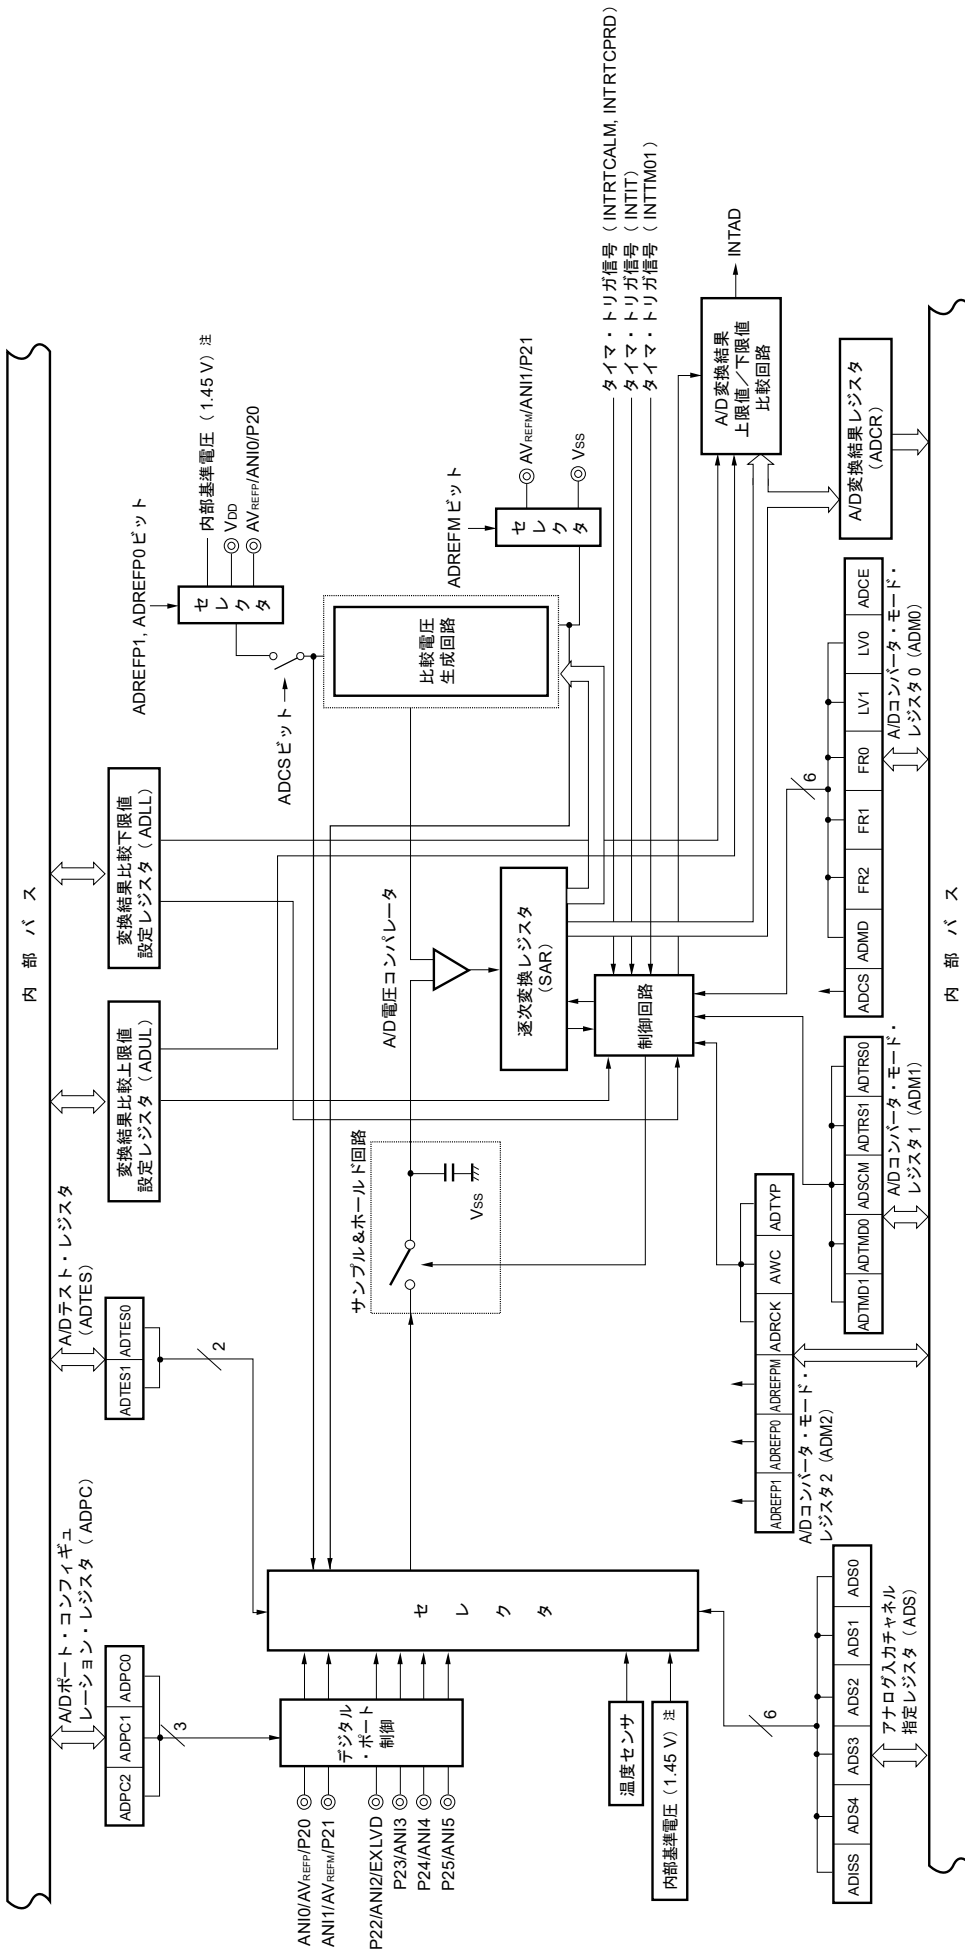 内 部 バ ス
A/Dポート・コンフィギュ
レーション・レジスタ（ADPC）
ADPC2 ADPC1 ADPC0
3
A/Dテスト・レジスタ
(ADTES)
ADTES1 ADTES0
2
変換結果比較上限値
設定レジスタ（ADUL）
変換結果比較下限値
設定レジスタ（ADLL）
ADREFP1, ADREFP0ビット
セレクタ
内部基準電圧（1.45 V）注
VDD
AVREFP/ANI0/P20
ADCSビット
デジタル
・ポート
制御
ANI0/AVREFP/P20
ANI1/AVREFM/P21
P22/ANI2/EXLVD
P23/ANI3
P24/ANI4
P25/ANI5
セ レ ク タ
サンプル&ホールド回路
VSS
A/D電圧コンパレータ
比較電圧
生成回路
ADREFMビット
セレクタ
AVREFM/ANI1/P21
VSS
逐次変換レジスタ
(SAR)
タイマ・トリガ信号（INTRTCALM, INTRTCPRD）
タイマ・トリガ信号（INTIT）
タイマ・トリガ信号（INTTM01）
制御回路
温度センサ
内部基準電圧（1.45 V）注
A/D変換結果
上限値／下限値
比較回路
INTAD
6
ADISS ADS4 ADS3 ADS2 ADS1 ADS0
アナログ入力チャネル
指定レジスタ（ADS）
ADREFP1 ADREFP0 ADREFPM ADRCK AWC ADTYP
A/Dコンバータ・モード・
レジスタ2（ADM2）
ADTMD1 ADTMD0 ADSCM ADTRS1 ADTRS0
A/Dコンバータ・モード・
レジスタ1（ADM1）
6
ADCS ADMD FR2 FR1 FR0 LV1 LV0 ADCE
A/Dコンバータ・モード・
レジスタ0（ADM0）
A/D変換結果レジスタ
(ADCR)
内 部 バ ス